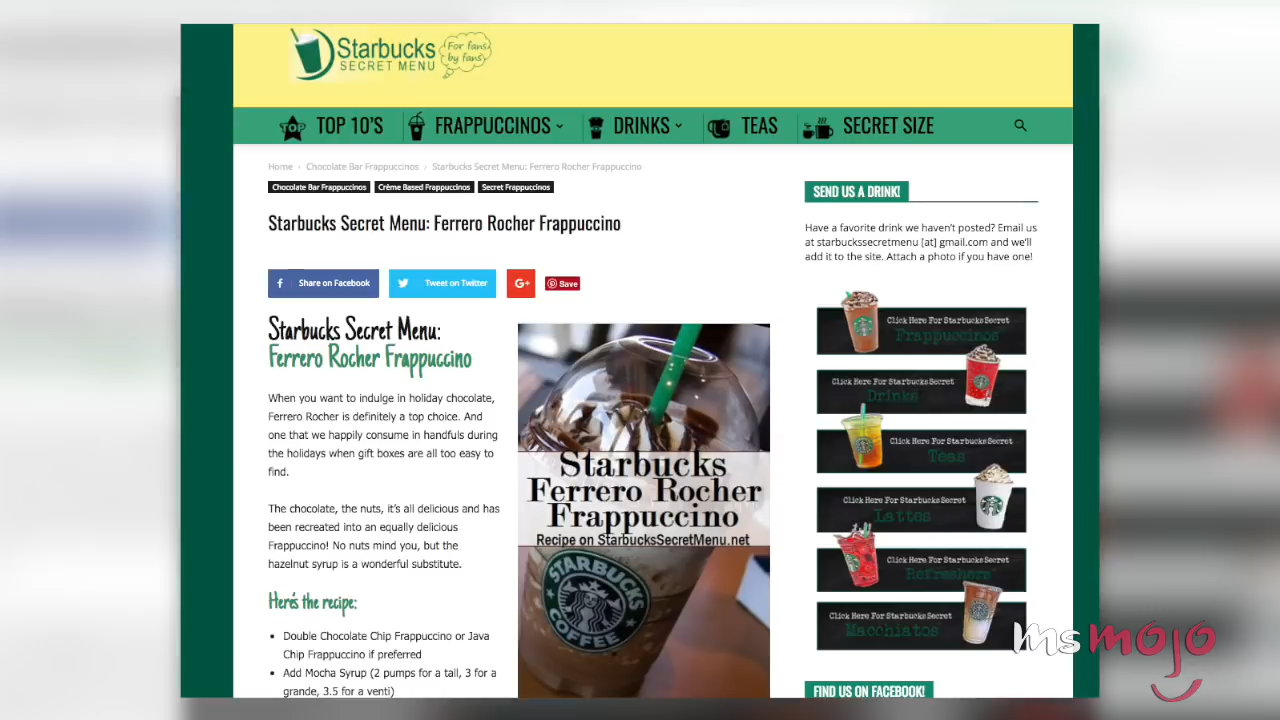 Starbucks
SECRET MENU
For fans
by fans
TOP TOP 10'S FRAPPUCCINOS DRINKS TEAS SECRET SIZE
Home › Chocolate Bar Frappuccinos › Starbucks Secret Menu: Ferrero Rocher Frappuccino
Chocolate Bar Frappuccinos Crème Based Frappuccinos Secret Frappuccinos
Starbucks Secret Menu: Ferrero Rocher Frappuccino
f Share on Facebook Tweet on Twitter G+ Save
Starbucks Secret Menu:
Ferrero Rocher Frappuccino
When you want to indulge in holiday chocolate,
Ferrero Rocher is definitely a top choice. And
one that we happily consume in handfuls during
the holidays when gift boxes are all too easy to
find.
The chocolate, the nuts, it's all delicious and has
been recreated into an equally delicious
Frappuccino! No nuts mind you, but the
hazelnut syrup is a wonderful substitute.
Here's the recipe:
• Double Chocolate Chip Frappuccino or Java
Chip Frappuccino if preferred
• Add Mocha Syrup (2 pumps for a tall, 3 for a
grande, 3.5 for a venti)
Starbucks
Ferrero Rocher
Frappuccino
Recipe on StarbucksSecretMenu.net
STARBUCKS
COFFEE
SEND US A DRINK!
Have a favorite drink we haven't posted? Email us
at starbuckssecretmenu [at] gmail.com and we'll
add it to the site. Attach a photo if you have one!
Click Here For Starbucks Secret
Frappuccinos
Click Here For Starbucks Secret
Drinks
Click Here For Starbucks Secret
Teas
Click Here For Starbucks Secret
Lattes
Click Here For Starbucks Secret
Refreshers
Click Here For Starbucks Secret
Macchiatos
FIND US ON FACEBOOK!
msmojo